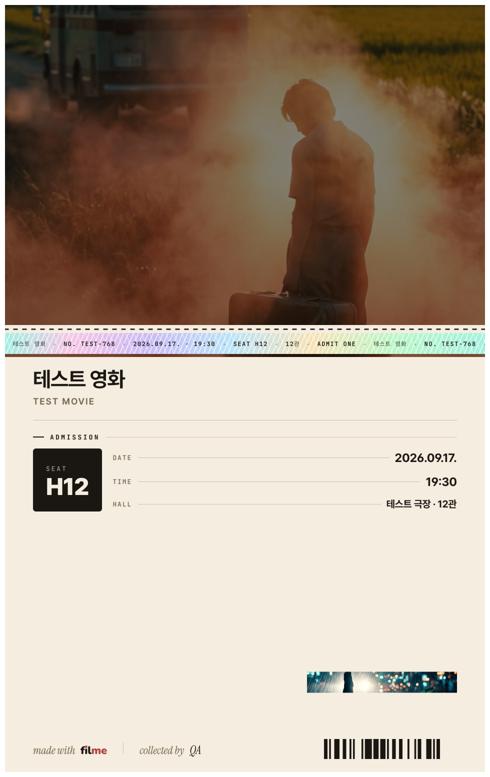 테스트 영화 · NO. TEST-768 · 2026.09.17. · 19:30 · SEAT H12 · 12관 · ADMIT ONE · 테스트 영화 · NO. TEST-768
테스트 영화
TEST MOVIE
ADMISSION
SEAT
H12
DATE 2026.09.17.
TIME 19:30
HALL 테스트 극장 · 12관
made with filme collected by QA